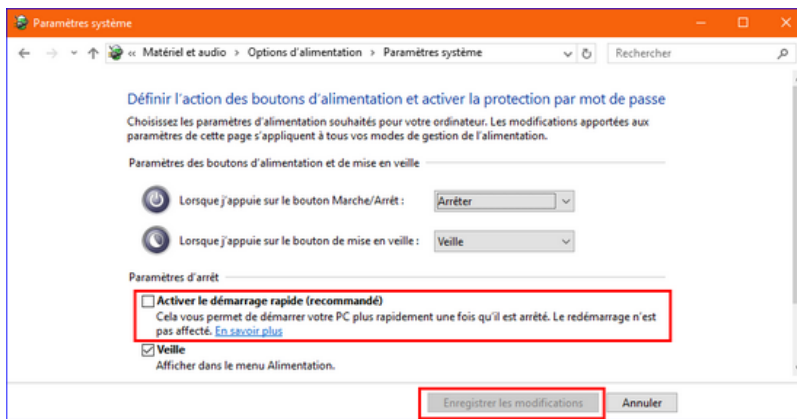 Paramètres système
« Matériel et audio > Options d'alimentation > Paramètres système
Rechercher
Définir l'action des boutons d'alimentation et activer la protection par mot de passe
Choisissez les paramètres d'alimentation souhaités pour votre ordinateur. Les modifications apportées aux
paramètres de cette page s'appliquent à tous vos modes de gestion de l'alimentation.
Paramètres des boutons d'alimentation et de mise en veille
Lorsque j'appuie sur le bouton Marche/Arrêt : Arrêter
Lorsque j'appuie sur le bouton de mise en veille : Veille
Paramètres d'arrêt
Activer le démarrage rapide (recommandé)
Cela vous permet de démarrer votre PC plus rapidement une fois qu'il est arrêté. Le redémarrage n'est
pas affecté. En savoir plus
Veille
Afficher dans le menu Alimentation.
Enregistrer les modifications Annuler